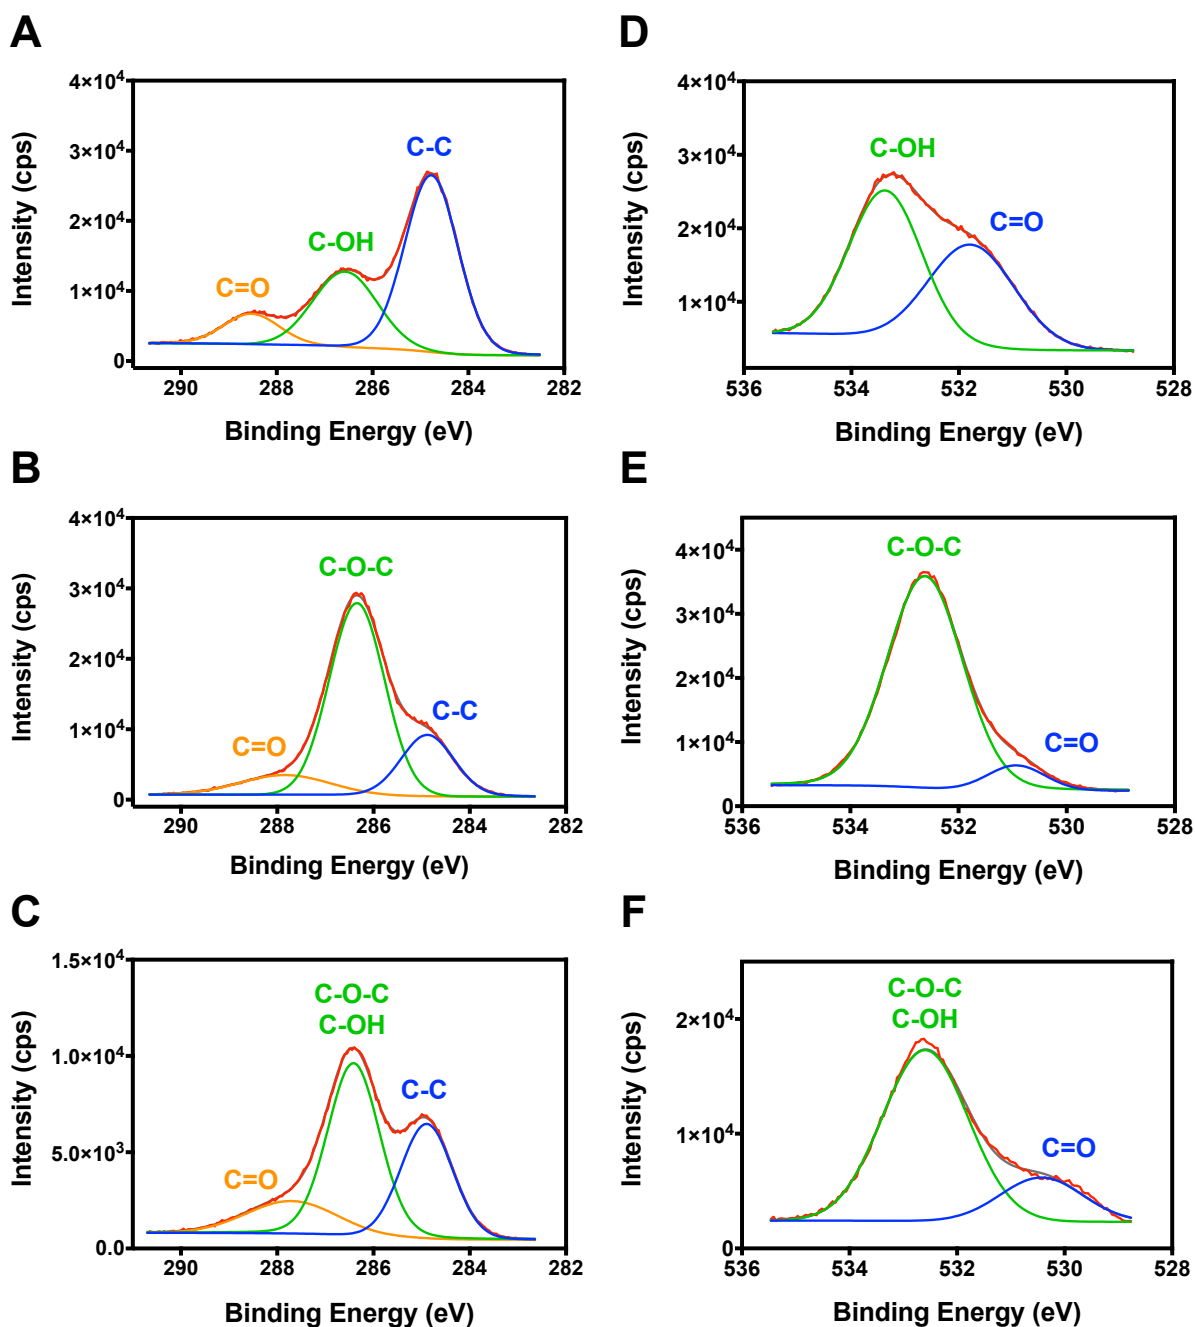 A
Intensity (cps)
4×10⁴
3×10⁴
2×10⁴
1×10⁴
0
C=O
C-OH
C-C
290 288 286 284 282
Binding Energy (eV)
D
Intensity (cps)
4×10⁴
3×10⁴
2×10⁴
1×10⁴
C-OH
C=O
536 534 532 530 528
Binding Energy (eV)
B
Intensity (cps)
4×10⁴
3×10⁴
2×10⁴
1×10⁴
0
C-O-C
C=O
C-C
290 288 286 284 282
Binding Energy (eV)
E
Intensity (cps)
4×10⁴
3×10⁴
2×10⁴
1×10⁴
0
C-O-C
C=O
536 534 532 530 528
Binding Energy (eV)
C
Intensity (cps)
1.5×10⁴
1.0×10⁴
5.0×10³
0.0
C-O-C
C-OH
C-C
C=O
290 288 286 284 282
Binding Energy (eV)
F
Intensity (cps)
2×10⁴
1×10⁴
0
C-O-C
C-OH
C=O
536 534 532 530 528
Binding Energy (eV)